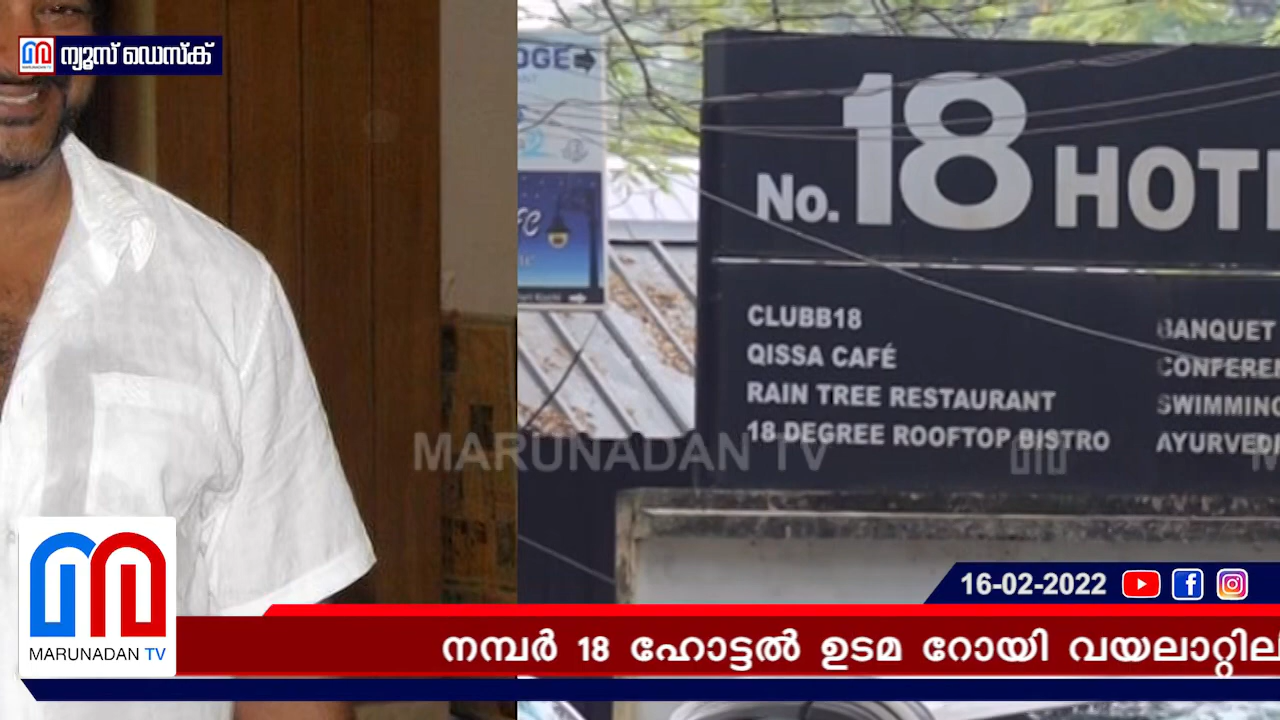 ന്യൂസ് ഡെസ്ക്
No. 18 HOT
CLUBB18
QISSA CAFÉ
RAIN TREE RESTAURANT
18 DEGREE ROOFTOP BISTRO
BANQUET
CONFEREN
SWIMMING
AYURVED
MARUNADAN TV
16-02-2022
നമ്പർ 18 ഹോട്ടൽ ഉടമ റോയി വയലാറ്റില
MARUNADAN TV